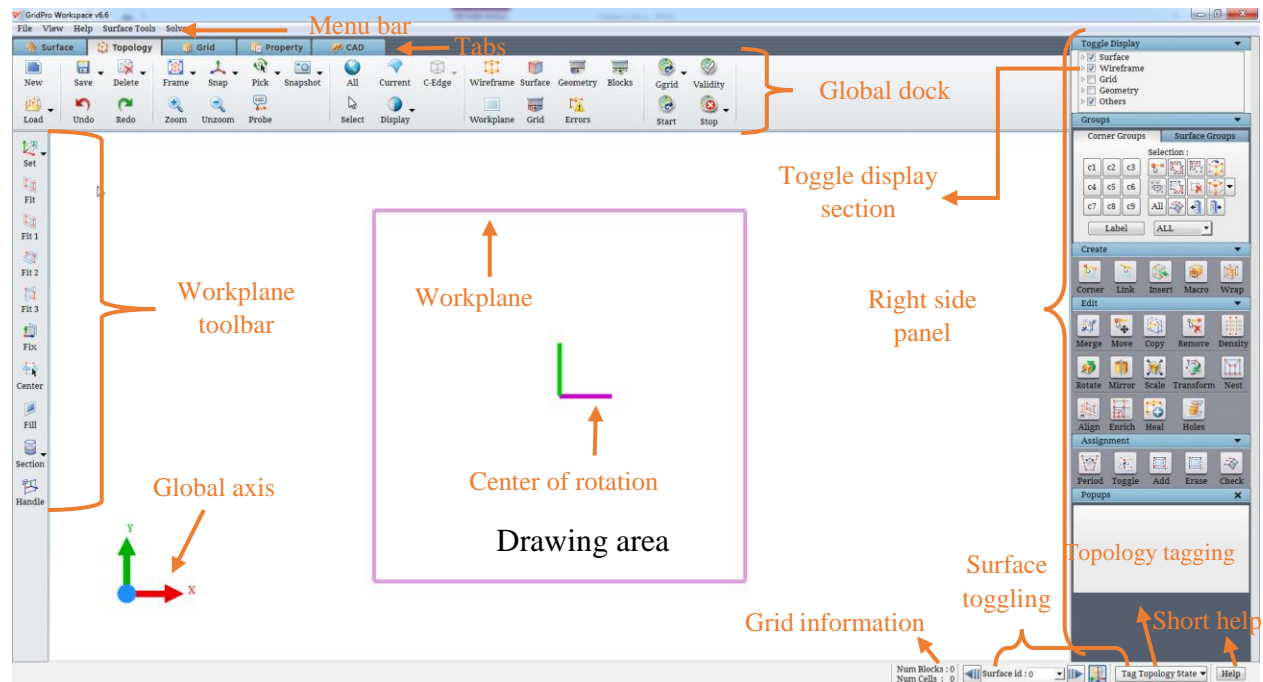 GridPro Workspace v6.6
File View Help Surface Tools Solver
Menu bar
Surface Topology Grid Property CAD
Tabs
New Save Delete Frame Snap Pick Snapshot All Current C-Edge Wireframe Surface Geometry Blocks Ggrid Validity
Load Undo Redo Zoom Unzoom Probe Select Display Workplane Grid Errors Start Stop
Global dock
Toggle Display
Surface
Wireframe
Grid
Geometry
Others
Groups
Corner Groups Surface Groups
Selection :
c1 c2 c3
c4 c5 c6
c7 c8 c9 All
Label ALL
Create
Corner Link Insert Macro Wrap
Edit
Merge Move Copy Remove Density
Rotate Mirror Scale Transform Nest
Align Enrich Heal Holes
Assignment
Period Toggle Add Erase Check
Popups
Set
Fit
Fit 1
Fit 2
Fit 3
Fix
Center
Fill
Section
Handle
Workplane
toolbar
Workplane
Toggle display
section
Right side
panel
Center of rotation
Global axis
Drawing area
Y
X
Topology tagging
Surface
toggling
Grid information
Short help
Num Blocks : 0
Num Cells : 0
Surface id : 0
Tag Topology State
Help